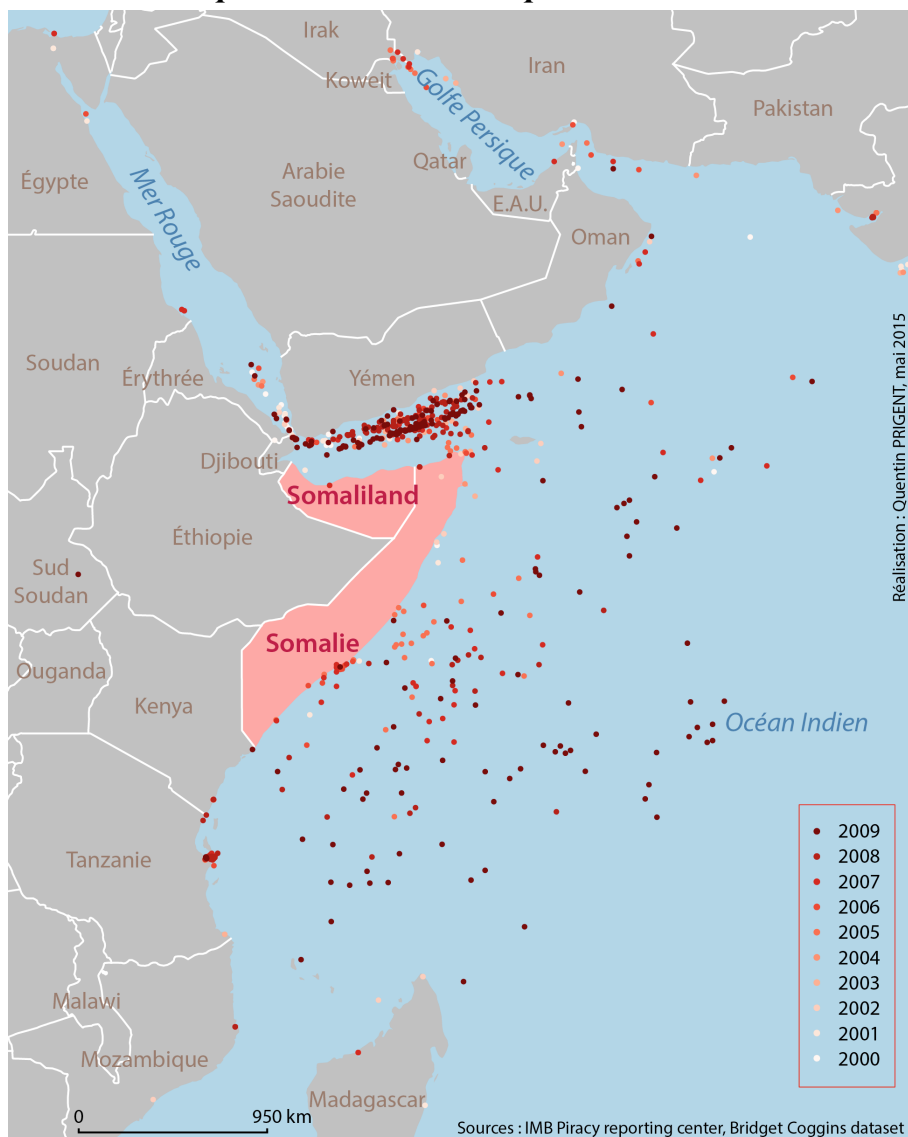 Irak
Iran
Koweit
Golfe Persique
Pakistan
Égypte
Mer Rouge
Arabie
Saoudite
Qatar
E.A.U.
Oman
Soudan
Érythrée
Yémen
Djibouti
Somaliland
Éthiopie
Sud
Soudan
Somalie
Ouganda
Kenya
Océan Indien
Tanzanie
Malawi
Mozambique
Madagascar
2009
2008
2007
2006
2005
2004
2003
2002
2001
2000
0 950 km
Sources : IMB Piracy reporting center, Bridget Coggins dataset
Réalisation : Quentin PRIGENT, mai 2015